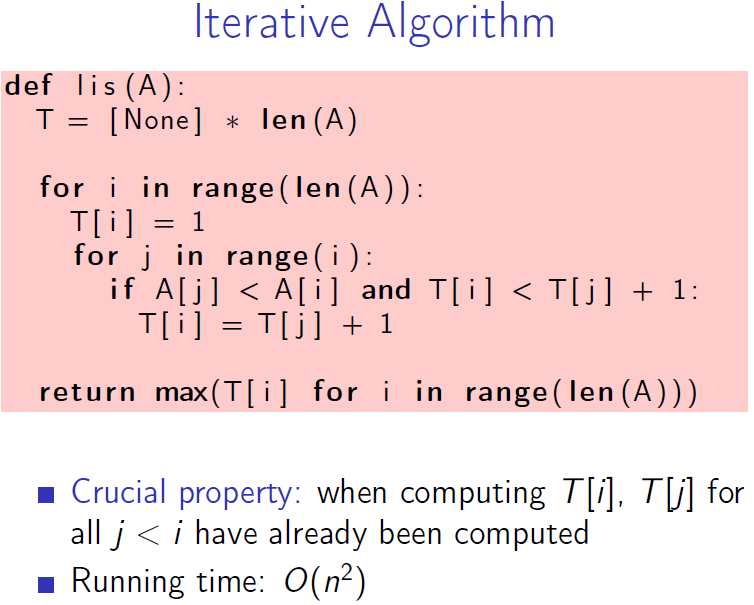 Iterative Algorithm
def lis(A):
T = [None] * len(A)
for i in range(len(A)):
T[i] = 1
for j in range(i):
if A[j] < A[i] and T[i] < T[j] + 1:
T[i] = T[j] + 1
return max(T[i] for i in range(len(A)))
Crucial property: when computing T[i], T[j] for
all j < i have already been computed
Running time: O(n²)